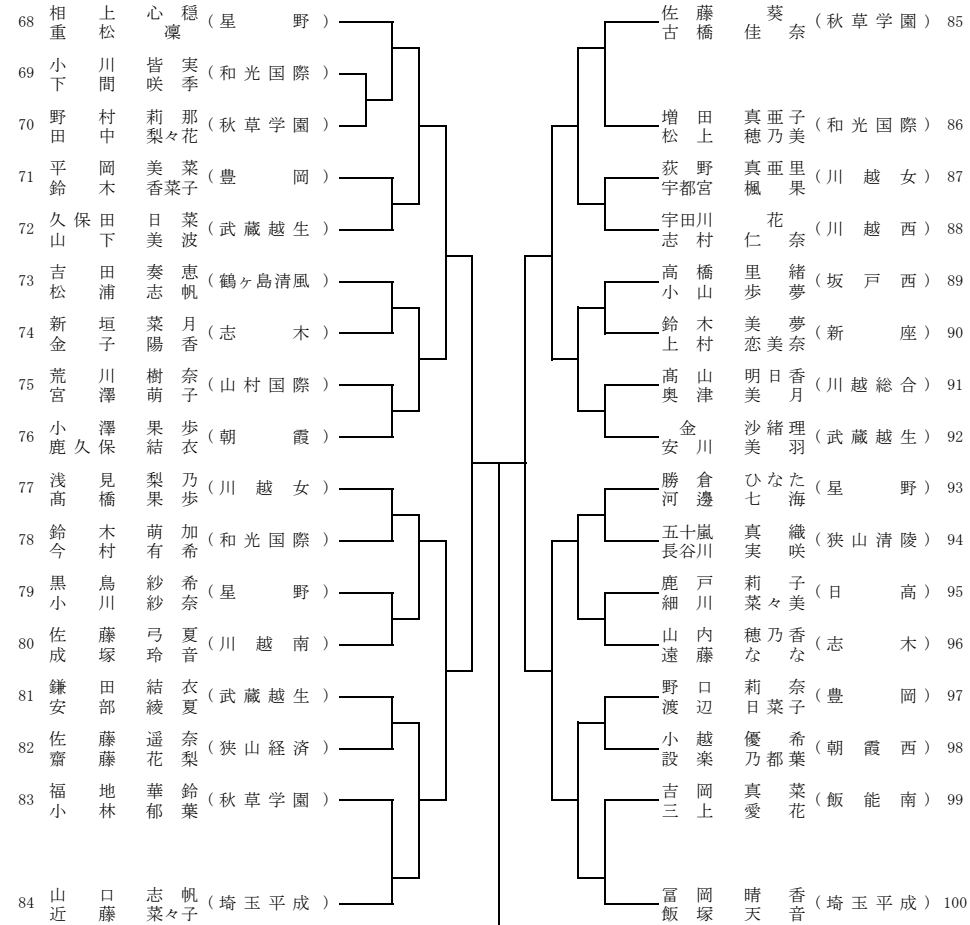 68 相上心穏 (星野)
重松凜
69 小川皆実 (和光国際)
下間咲季
70 野村莉那 (秋草学園)
田中梨々花
71 平岡美菜 (豊岡)
鈴木香菜子
72 久保田日菜 (武蔵越生)
山下美波
73 吉田奏恵 (鶴ヶ島清風)
松浦志帆
74 新垣菜月 (志木)
金子陽香
75 荒川樹奈 (山村国際)
宮澤萌子
76 小澤果歩 (朝霞)
鹿久保結衣
77 浅見梨乃 (川越女)
髙橋果歩
78 鈴木萌加 (和光国際)
今村有希
79 黒鳥紗希 (星野)
小川紗奈
80 佐藤弓夏 (川越南)
成塚玲音
81 鎌田結衣 (武蔵越生)
安部綾夏
82 佐藤遥奈 (狭山経済)
齋藤花梨
83 福地華鈴 (秋草学園)
小林郁葉
84 山口志帆 (埼玉平成)
近藤菜々子
佐藤葵 (秋草学園) 85
古橋佳奈
増田真亜子 (和光国際) 86
松上穂乃美
荻野真亜里 (川越女) 87
宇都宮楓果
宇田川花 (川越西) 88
志村仁奈
高橋里緒 (坂戸西) 89
小山歩夢
鈴木美夢 (新座) 90
上村恋美奈
髙山明日香 (川越総合) 91
奥津美月
金沙緒理 (武蔵越生) 92
安川美羽
勝倉ひなた (星野) 93
河邊七海
五十嵐真織 (狭山清陵) 94
長谷川実咲
鹿戸莉子 (日高) 95
細川菜々美
山内穂乃香 (志木) 96
遠藤なな
野口莉奈 (豊岡) 97
渡辺日菜子
小越優希 (朝霞西) 98
設楽乃都葉
吉岡真菜 (飯能南) 99
三上愛花
冨岡晴香 (埼玉平成) 100
飯塚天音